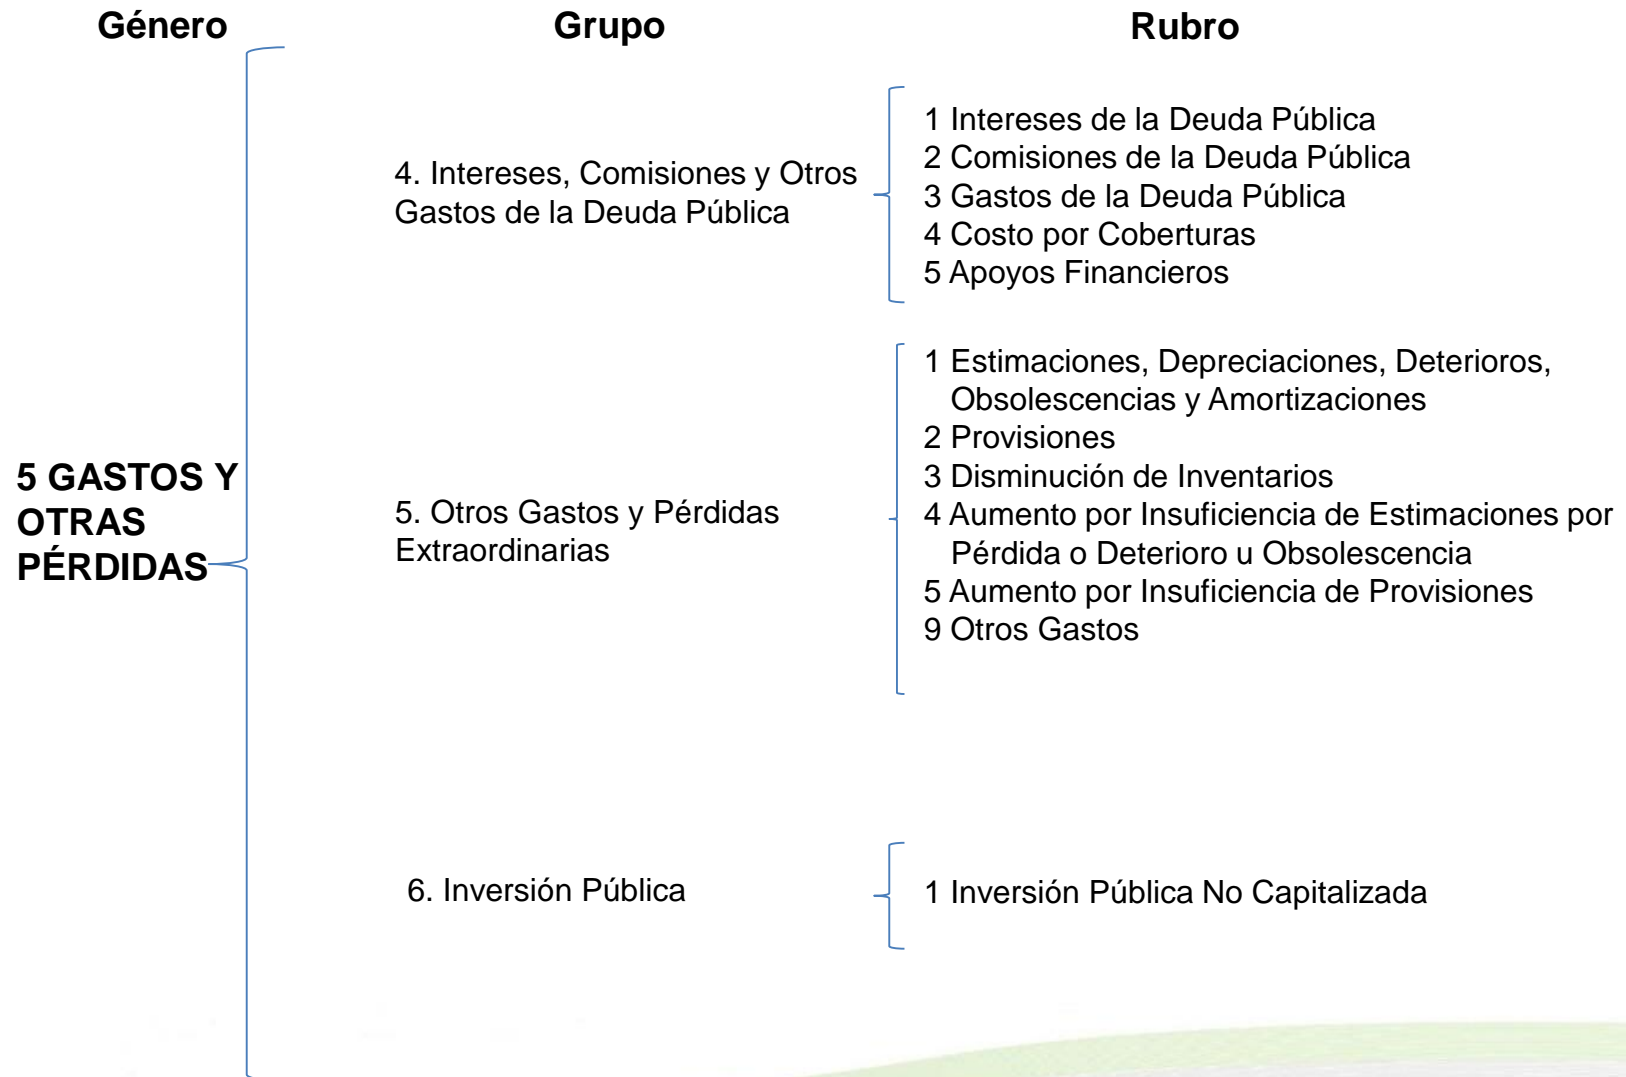 Género
Grupo
Rubro
5 GASTOS Y
OTRAS
PÉRDIDAS
4. Intereses, Comisiones y Otros
Gastos de la Deuda Pública
1 Intereses de la Deuda Pública
2 Comisiones de la Deuda Pública
3 Gastos de la Deuda Pública
4 Costo por Coberturas
5 Apoyos Financieros
5. Otros Gastos y Pérdidas
Extraordinarias
1 Estimaciones, Depreciaciones, Deterioros,
Obsolescencias y Amortizaciones
2 Provisiones
3 Disminución de Inventarios
4 Aumento por Insuficiencia de Estimaciones por
Pérdida o Deterioro u Obsolescencia
5 Aumento por Insuficiencia de Provisiones
9 Otros Gastos
6. Inversión Pública
1 Inversión Pública No Capitalizada